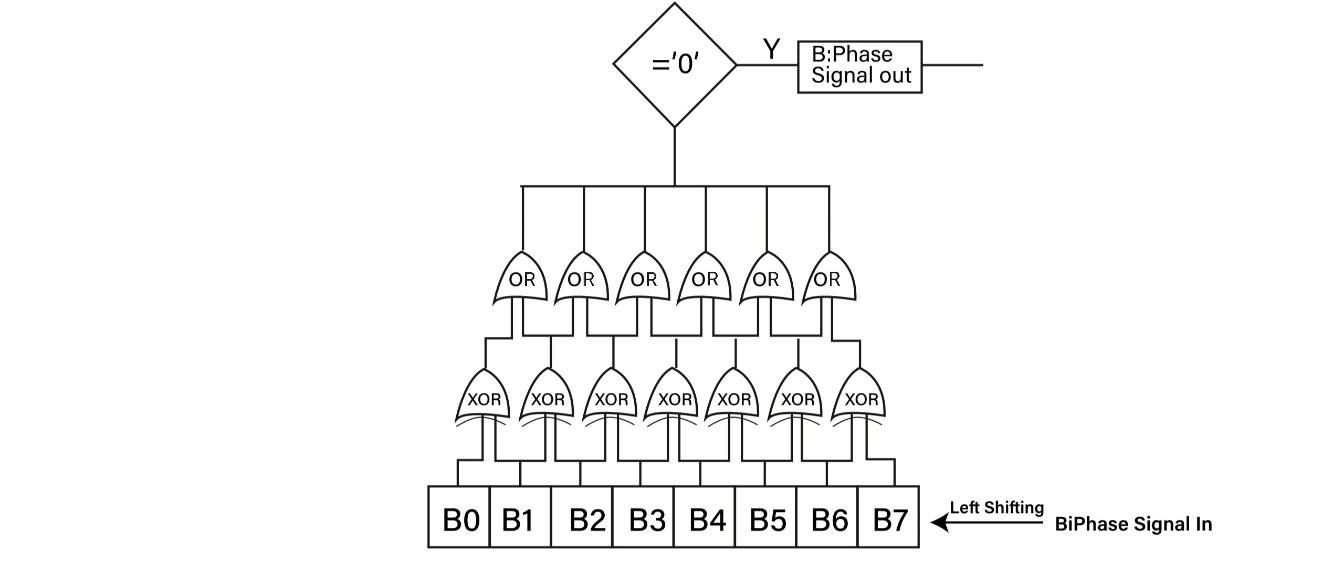 ='0'
Y
B:Phase
Signal out
OR OR OR OR OR OR
XOR XOR XOR XOR XOR XOR XOR
B0 B1 B2 B3 B4 B5 B6 B7
Left Shifting
BiPhase Signal In